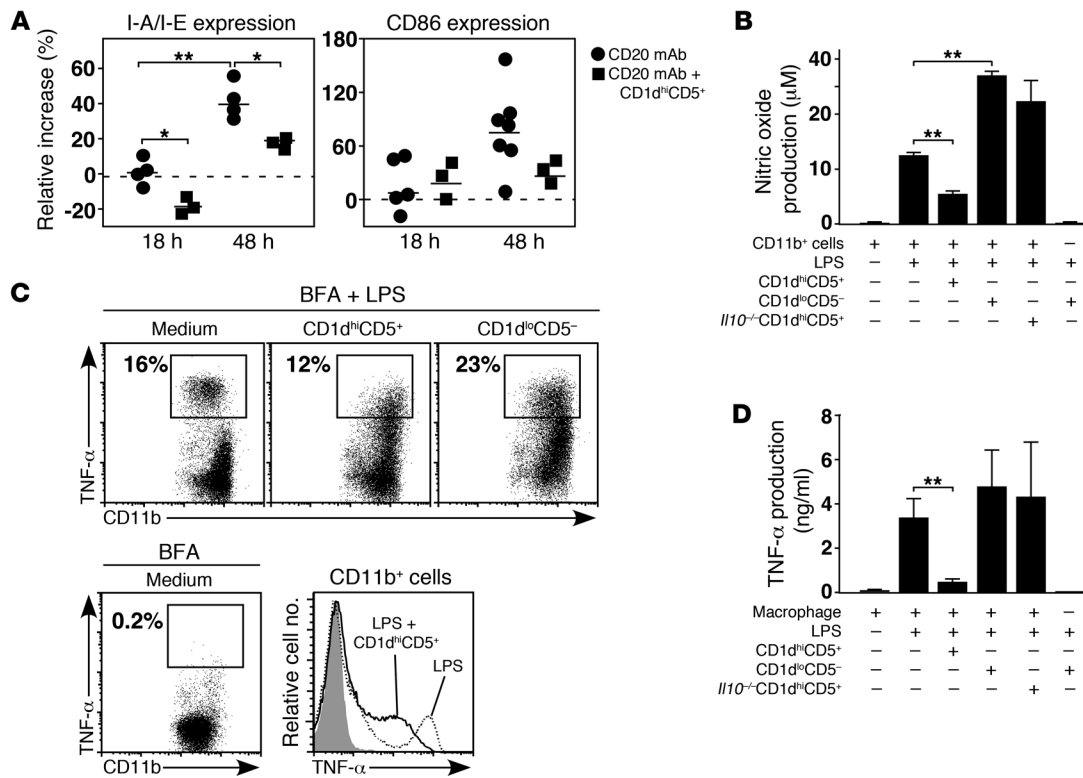 A
I-A/I-E expression
CD86 expression
Relative increase (%)
60
40
20
0
-20
**
*
*
18 h
48 h
180
120
60
0
18 h
48 h
CD20 mAb
CD20 mAb +
CD1dhiCD5+
B
Nitric oxide
production (μM)
40
20
10
0
**
**
CD11b+ cells + + + + + –
LPS – + + + + +
CD1dhiCD5+ – – + – – –
CD1dloCD5– – – – + – +
Il10–/–CD1dhiCD5+ – – – – + –
C
BFA + LPS
Medium
CD1dhiCD5+
CD1dloCD5–
16%
12%
23%
TNF-α
CD11b
BFA
Medium
0.2%
TNF-α
CD11b
CD11b+ cells
Relative cell no.
LPS +
CD1dhiCD5+
LPS
TNF-α
D
TNF-α production
(ng/ml)
8
6
4
2
0
**
Macrophage + + + + + –
LPS – + + + + +
CD1dhiCD5+ – – + – – –
CD1dloCD5– – – – + – +
Il10–/–CD1dhiCD5+ – – – – + –